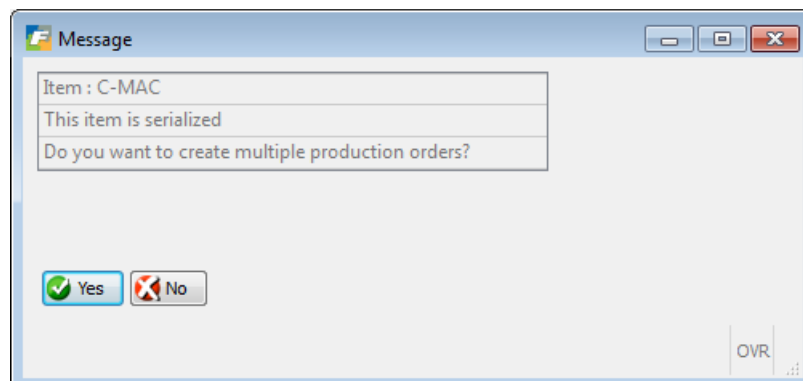 Message
Item : C-MAC
This item is serialized
Do you want to create multiple production orders?
Yes No
OVR